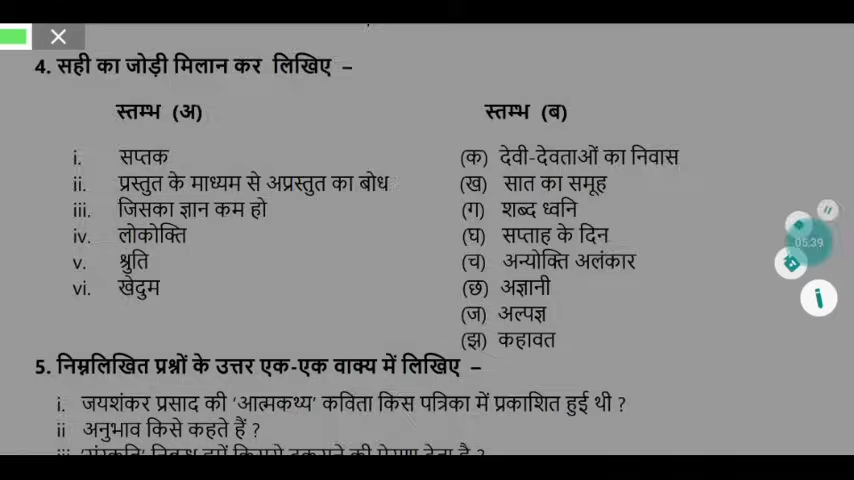 4. सही का जोड़ी मिलान कर लिखिए –
स्तम्भ (अ) स्तम्भ (ब)
i. सप्तक (क) देवी-देवताओं का निवास
ii. प्रस्तुत के माध्यम से अप्रस्तुत का बोध (ख) सात का समूह
iii. जिसका ज्ञान कम हो (ग) शब्द ध्वनि
iv. लोकोक्ति (घ) सप्ताह के दिन
v. श्रुति (च) अन्योक्ति अलंकार
vi. खेदुम (छ) अज्ञानी
(ज) अल्पज्ञ
(झ) कहावत
05:39
5. निम्नलिखित प्रश्नों के उत्तर एक-एक वाक्य में लिखिए –
i. जयशंकर प्रसाद की ‘आत्मकथ्य’ कविता किस पत्रिका में प्रकाशित हुई थी ?
ii अनुभाव किसे कहते हैं ?